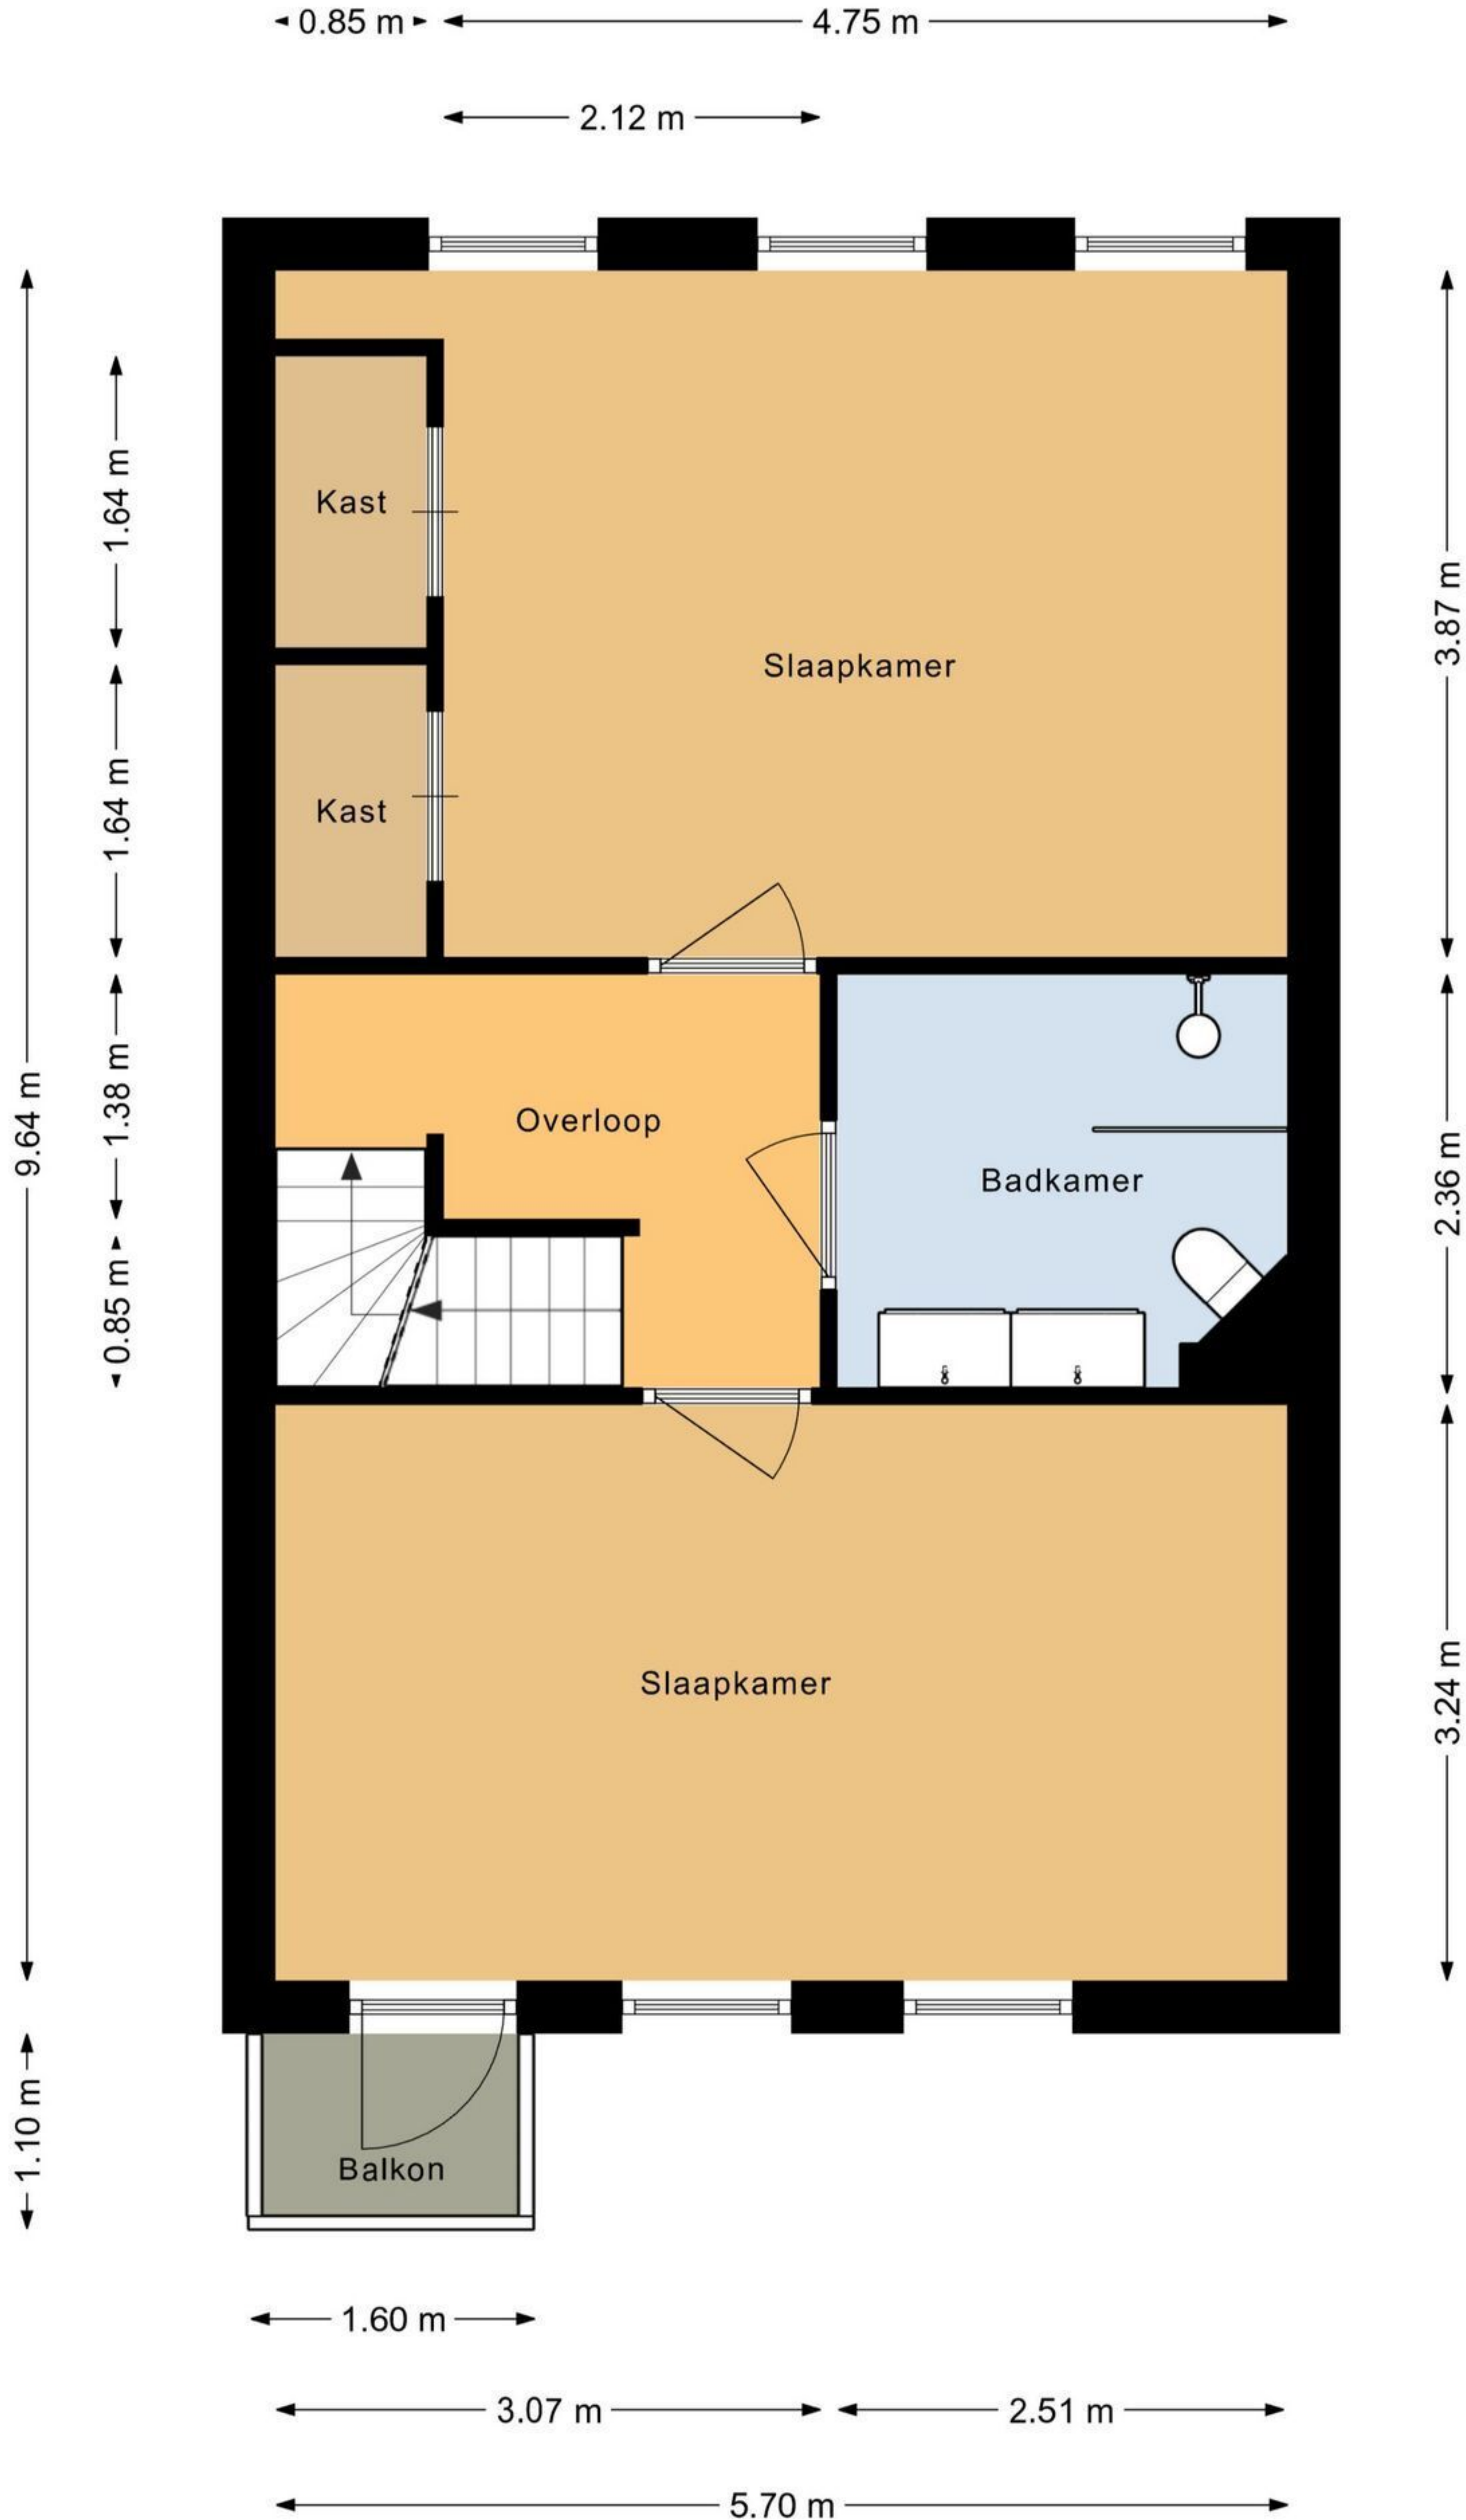 0.85 m
4.75 m
2.12 m
1.64 m
Kast
3.87 m
Slaapkamer
1.64 m
Kast
9.64 m
1.38 m
Overloop
Badkamer
2.36 m
0.85 m
Slaapkamer
3.24 m
1.10 m
Balkon
1.60 m
3.07 m
2.51 m
5.70 m